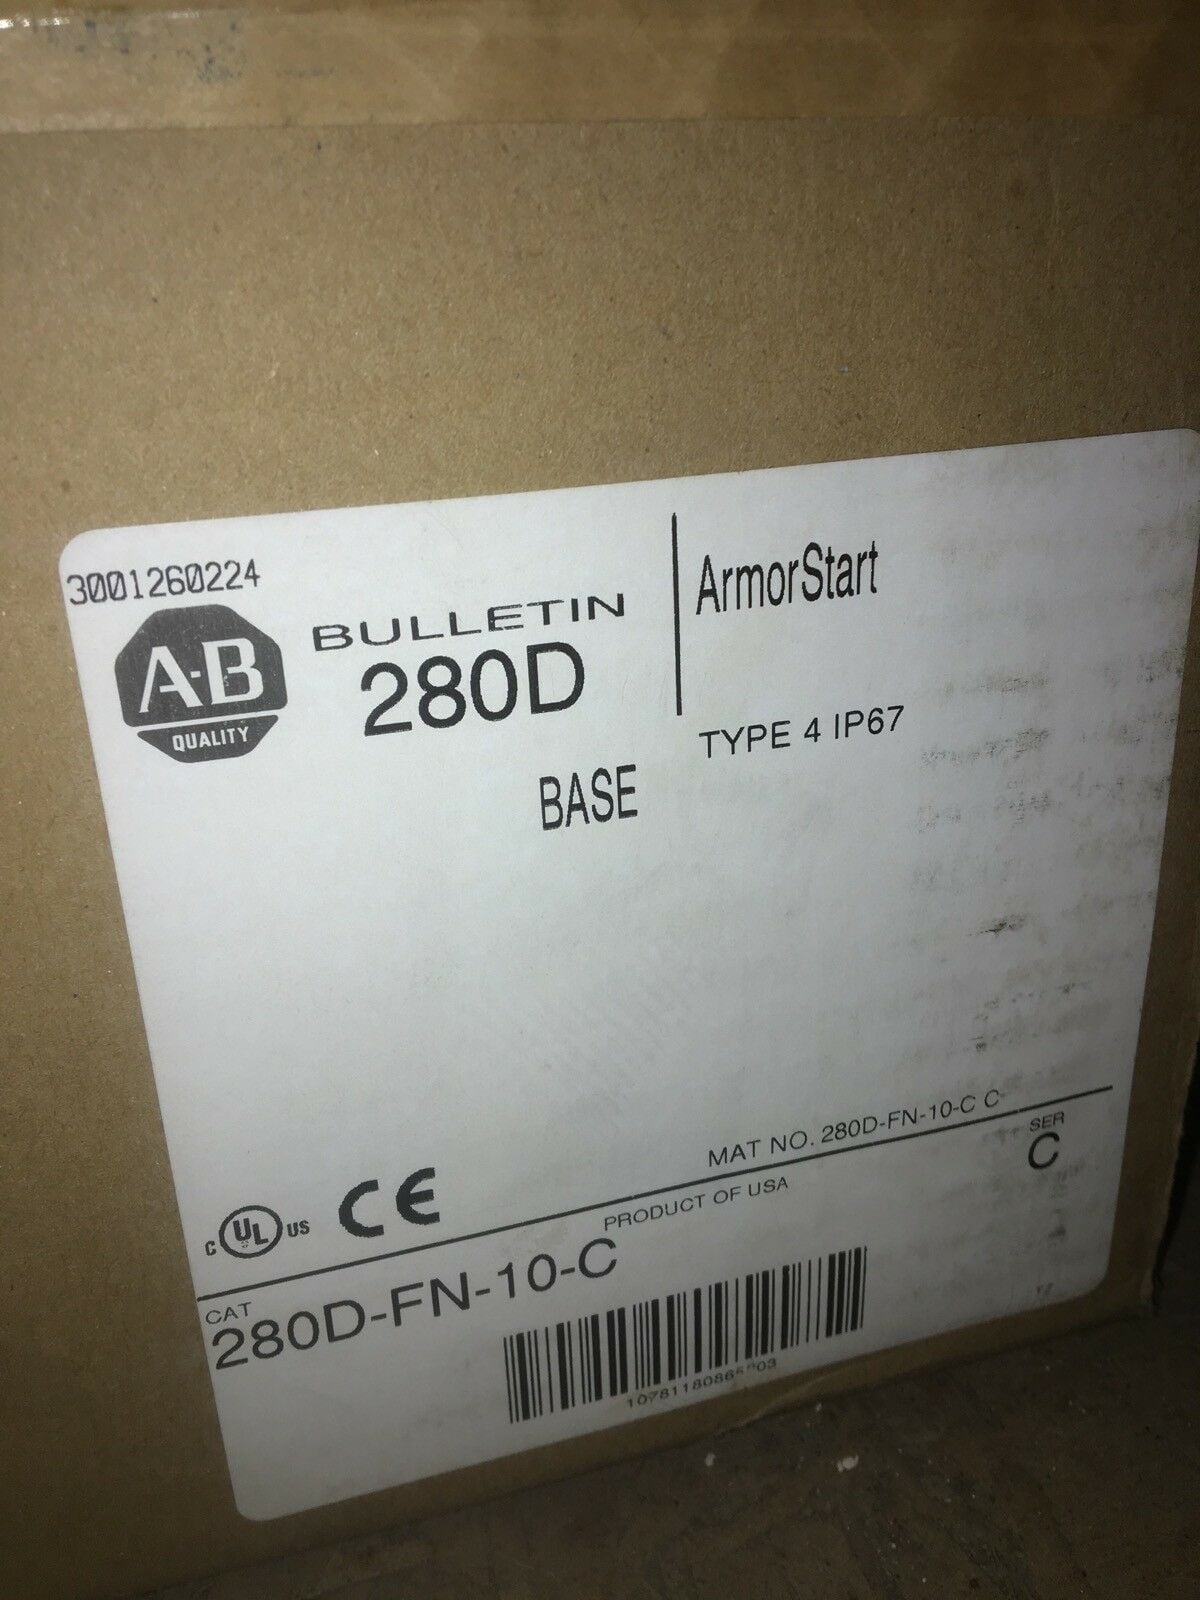 3001260224
A-B
QUALITY
BULLETIN
280D
ArmorStart
TYPE 4 IP67
BASE
MAT NO. 280D-FN-10-C C
SER
C
C UL US CE
PRODUCT OF USA
CAT
280D-FN-10-C